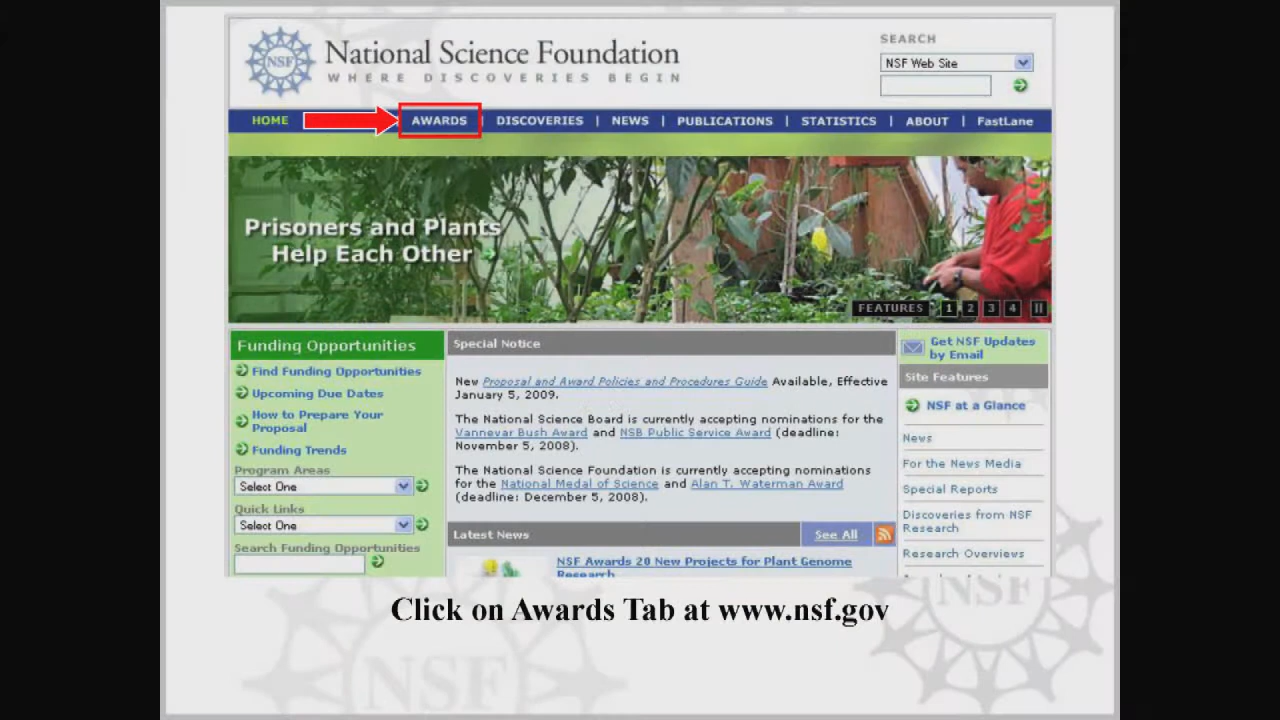 NSF
National Science Foundation
WHERE DISCOVERIES BEGIN
SEARCH
NSF Web Site
HOME
AWARDS | DISCOVERIES | NEWS | PUBLICATIONS | STATISTICS | ABOUT | FastLane
Prisoners and Plants
Help Each Other
FEATURES 1 2 3 4
Funding Opportunities
Find Funding Opportunities
Upcoming Due Dates
How to Prepare Your
Proposal
Funding Trends
Program Areas
Select One
Quick Links
Select One
Search Funding Opportunities
Special Notice
New Proposal and Award Policies and Procedures Guide Available, Effective
January 5, 2009.
The National Science Board is currently accepting nominations for the
Vannevar Bush Award and NSB Public Service Award (deadline:
November 5, 2008).
The National Science Foundation is currently accepting nominations
for the National Medal of Science and Alan T. Waterman Award
(deadline: December 5, 2008).
Latest News
See All
NSF Awards 20 New Projects for Plant Genome
Research
Get NSF Updates
by Email
Site Features
NSF at a Glance
News
For the News Media
Special Reports
Discoveries from NSF
Research
Research Overviews
Click on Awards Tab at www.nsf.gov
NSF
NSF